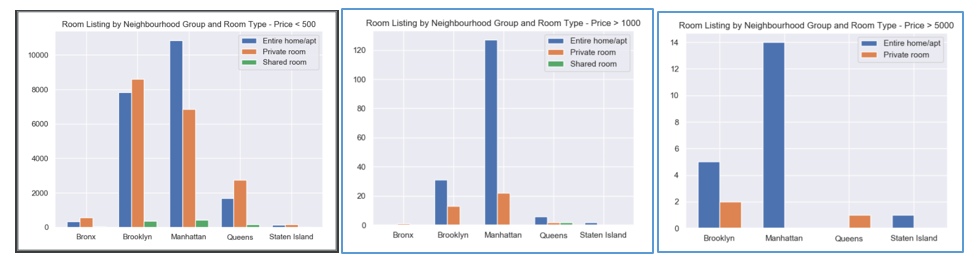 Room Listing by Neighbourhood Group and Room Type - Price < 500
Entire home/apt
Private room
Shared room
10000
8000
6000
4000
2000
0
Bronx Brooklyn Manhattan Queens Staten Island
Room Listing by Neighbourhood Group and Room Type - Price > 1000
Entire home/apt
Private room
Shared room
120
100
80
60
40
20
0
Bronx Brooklyn Manhattan Queens Staten Island
Room Listing by Neighbourhood Group and Room Type - Price > 5000
Entire home/apt
Private room
14
12
10
8
6
4
2
0
Brooklyn Manhattan Queens Staten Island